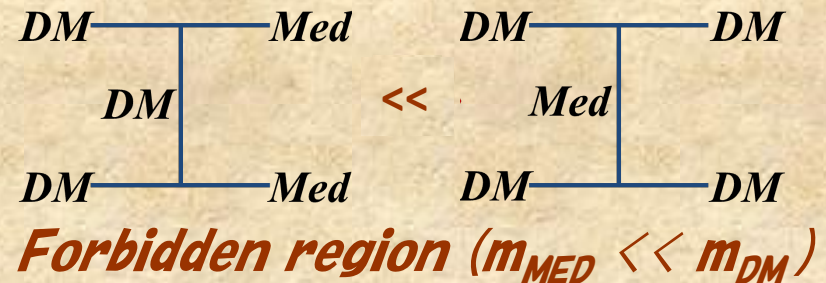 DM Med DM DM
DM << Med
DM Med DM DM
Forbidden region (mMED << mDM)